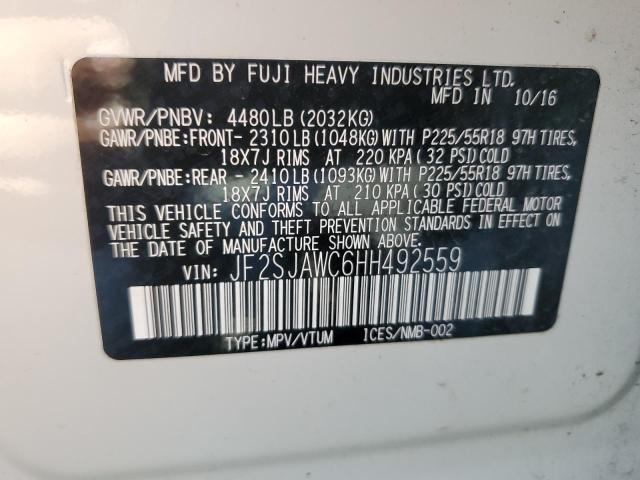 MFD BY FUJI HEAVY INDUSTRIES LTD.
MFD IN 10/16
GVWR/PNBV: 4480LB (2032KG)
GAWR/PNBE:FRONT- 2310LB(1048KG)WITH P225/55R18 97H TIRES,
18X7J RIMS AT 220 KPA (32 PSI)COLD
GAWR/PNBE:REAR - 2410LB(1093KG)WITH P225/55R18 97H TIRES,
18X7J RIMS AT 210 KPA (30 PSI)COLD
THIS VEHICLE CONFORMS TO ALL APPLICABLE FEDERAL MOTOR
VEHICLE SAFETY AND THEFT PREVENTION STANDARDS IN EFFECT ON
THE DATE OF MANUFACTURE SHOWN ABOVE.
VIN: JF2SJAWC6HH492559
TYPE:MPV/VTUM ICES/NMB-002